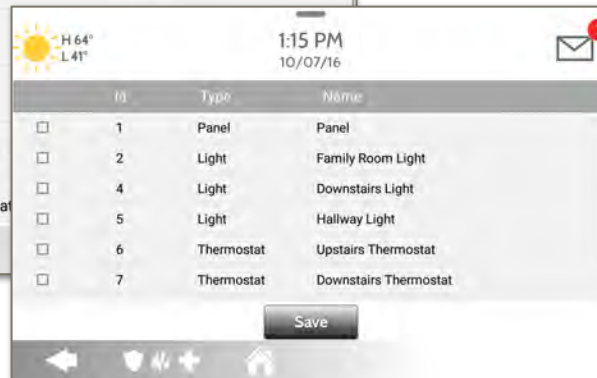 H 64°
L 41°
1:15 PM
10/07/16
Id Type Name
1 Panel Panel
2 Light Family Room Light
4 Light Downstairs Light
5 Light Hallway Light
6 Thermostat Upstairs Thermostat
7 Thermostat Downstairs Thermostat
Save